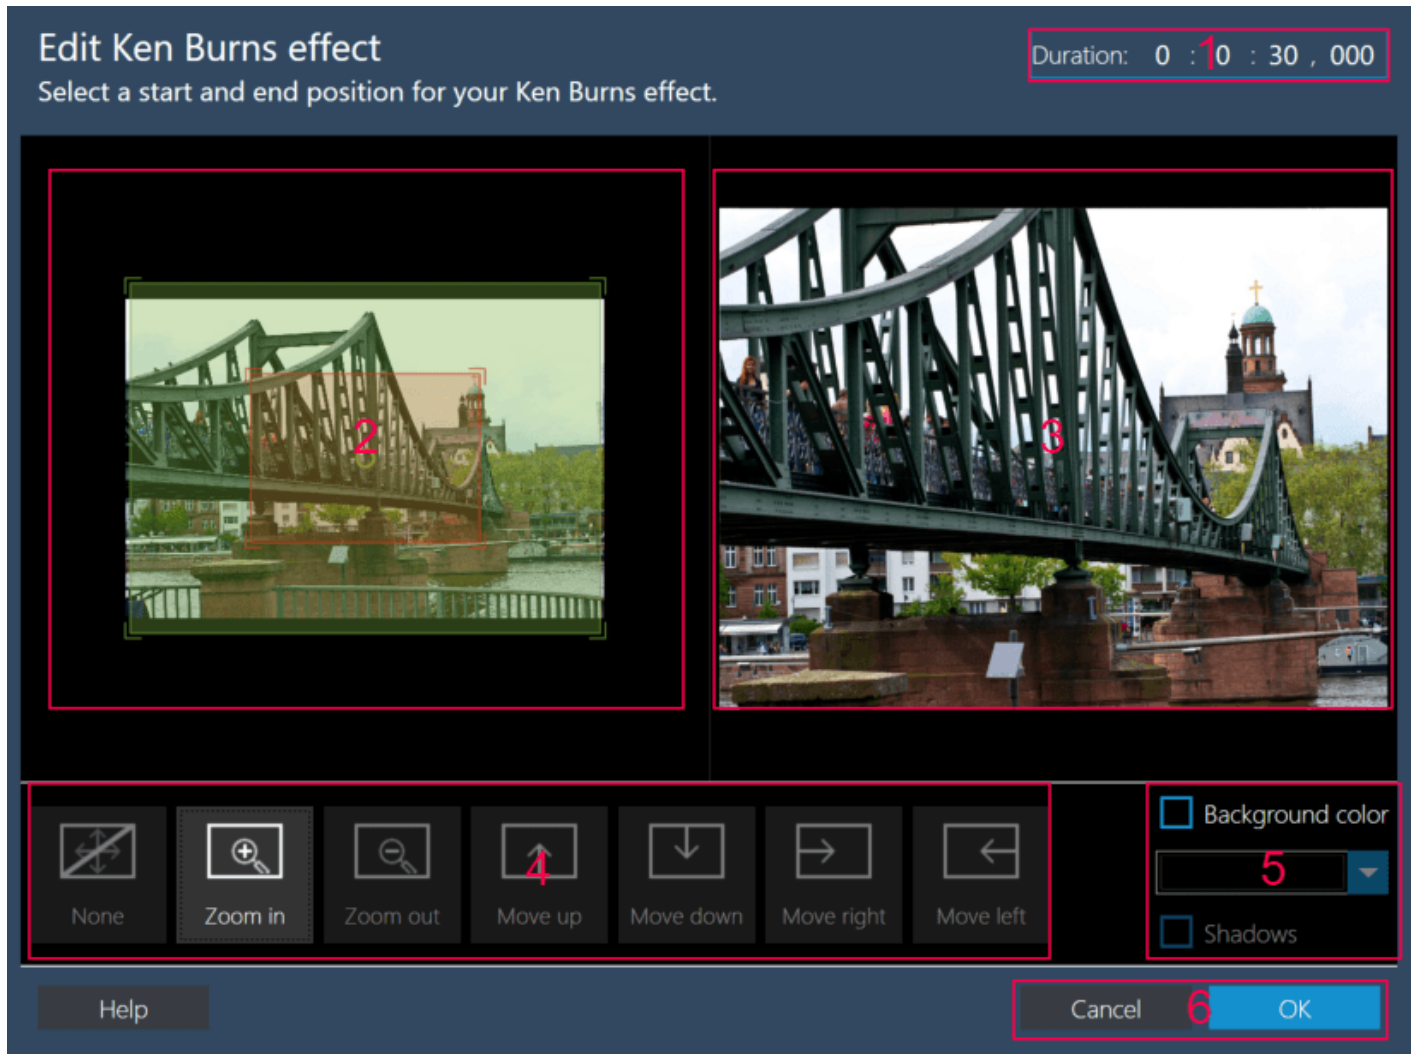 Edit Ken Burns effect
Select a start and end position for your Ken Burns effect.
Duration: 0 : 0 : 30 , 000
1
2
3
4
None
Zoom in
Zoom out
Move up
Move down
Move right
Move left
Background color
5
Shadows
Help
Cancel
6
OK